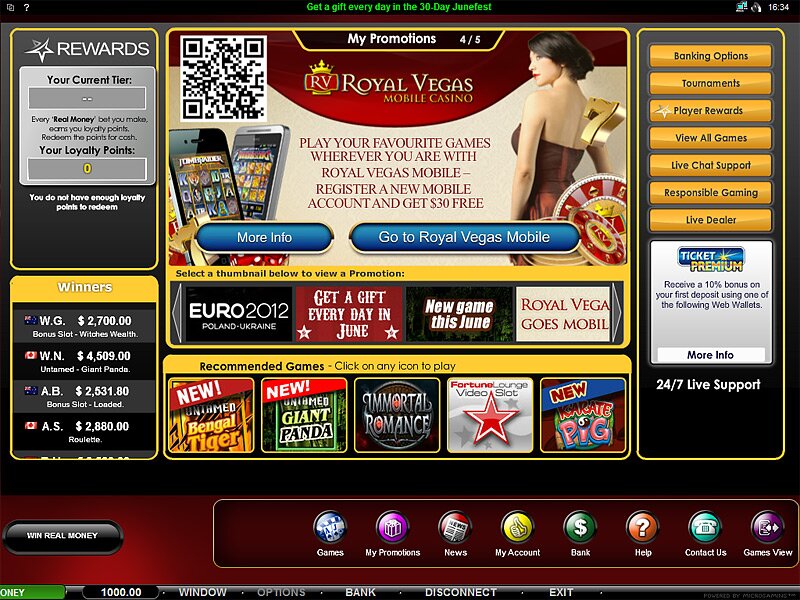 ?
Get a gift every day in the 30-Day Junefest
16:34
REWARDS
Your Current Tier:
--
Every 'Real Money' bet you make,
earns you loyalty points.
Redeem the points for cash.
Your Loyalty Points:
0
You do not have enough loyalty
points to redeem
Winners
W.G. $ 2,700.00
Bonus Slot - Witches Wealth.
W.N. $ 4,509.00
Untamed - Giant Panda.
A.B. $ 2,531.80
Bonus Slot - Loaded.
A.S. $ 2,880.00
Roulette.
My Promotions 4 / 5
RV ROYAL VEGAS
MOBILE CASINO
TOMB RAIDER
7
PLAY YOUR FAVOURITE GAMES
WHEREVER YOU ARE WITH
ROYAL VEGAS MOBILE –
REGISTER A NEW MOBILE
ACCOUNT AND GET $30 FREE
More Info
Go to Royal Vegas Mobile
Select a thumbnail below to view a Promotion:
EURO2012
POLAND-UKRAINE
GET A GIFT
EVERY DAY IN
JUNE
New game
this June
ROYAL VEGA
GOES MOBIL
Recommended Games - Click on any icon to play
NEW!
UNTAMED
Bengal
Tiger
NEW!
UNTAMED
GIANT
PANDA
IMMORTAL
ROMANCE
FortuneLounge
Video Slot
NEW
KARATE
PIG
Banking Options
Tournaments
Player Rewards
View All Games
Live Chat Support
Responsible Gaming
Live Dealer
TICKET
PREMIUM
Receive a 10% bonus on
your first deposit using one of
the following Web Wallets.
More Info
24/7 Live Support
WIN REAL MONEY
Games
My Promotions
NEWS
News
My Account
$
Bank
?
Help
Contact Us
Games View
ONEY
1000.00
WINDOW
OPTIONS
BANK
DISCONNECT
EXIT
POWERED BY MICROGAMING™